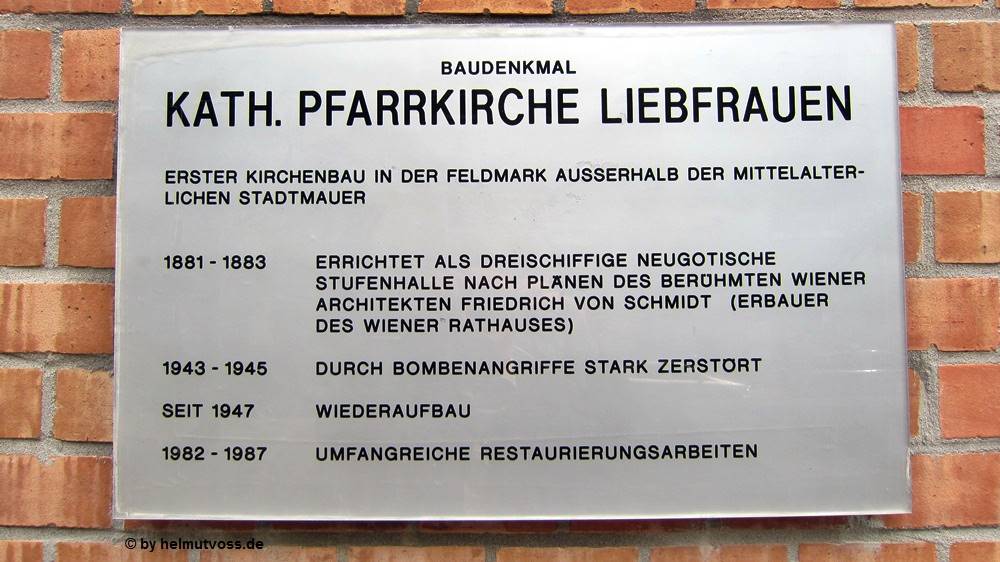 BAUDENKMAL
KATH. PFARRKIRCHE LIEBFRAUEN
ERSTER KIRCHENBAU IN DER FELDMARK AUSSERHALB DER MITTELALTER-
LICHEN STADTMAUER
1881 - 1883 ERRICHTET ALS DREISCHIFFIGE NEUGOTISCHE
STUFENHALLE NACH PLÄNEN DES BERÜHMTEN WIENER
ARCHITEKTEN FRIEDRICH VON SCHMIDT (ERBAUER
DES WIENER RATHAUSES)
1943 - 1945 DURCH BOMBENANGRIFFE STARK ZERSTÖRT
SEIT 1947 WIEDERAUFBAU
1982 - 1987 UMFANGREICHE RESTAURIERUNGSARBEITEN
© by helmutvoss.de